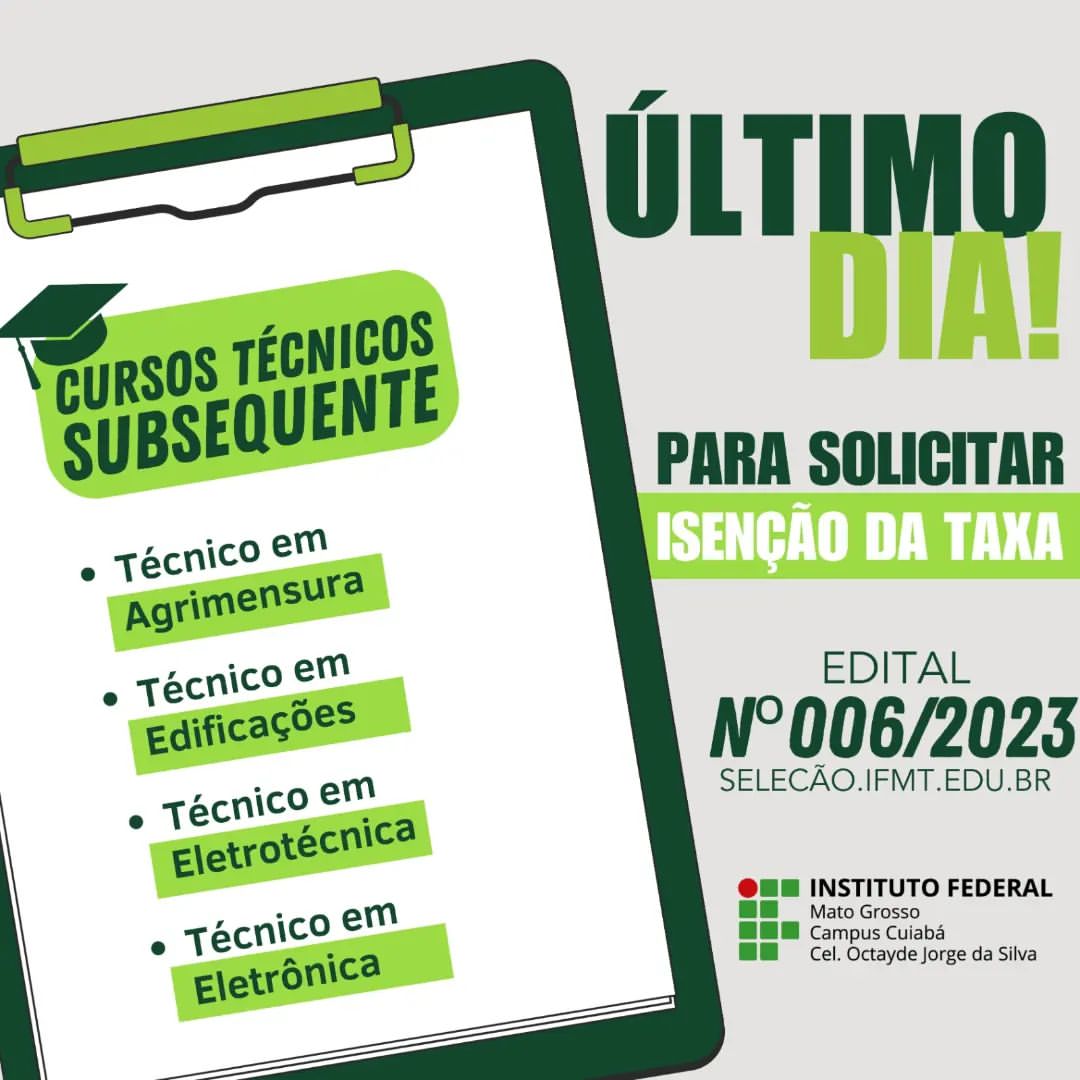 CURSOS TÉCNICOS
SUBSEQUENTE
• Técnico em
Agrimensura
• Técnico em
Edificações
• Técnico em
Eletrotécnica
• Técnico em
Eletrônica
ÚLTIMO
DIA!
PARA SOLICITAR
ISENÇÃO DA TAXA
EDITAL
Nº 006/2023
SELECÃO.IFMT.EDU.BR
INSTITUTO FEDERAL
Mato Grosso
Campus Cuiabá
Cel. Octayde Jorge da Silva